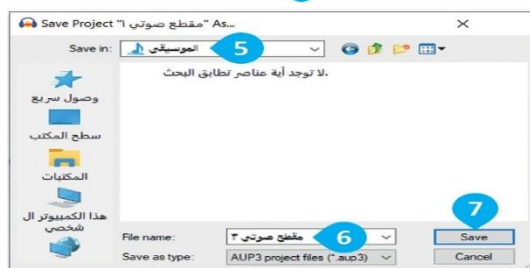 Save Project "مقطع صوتي ١" As...
Save in: الموسيقى 5
لا توجد أية عناصر تطابق البحث.
وصول سريع
سطح المكتب
المكتبات
هذا الكمبيوتر ال
شخصي
7
File name: مقطع صوتي ٣ 6 Save
Save as type: AUP3 project files (*.aup3) Cancel